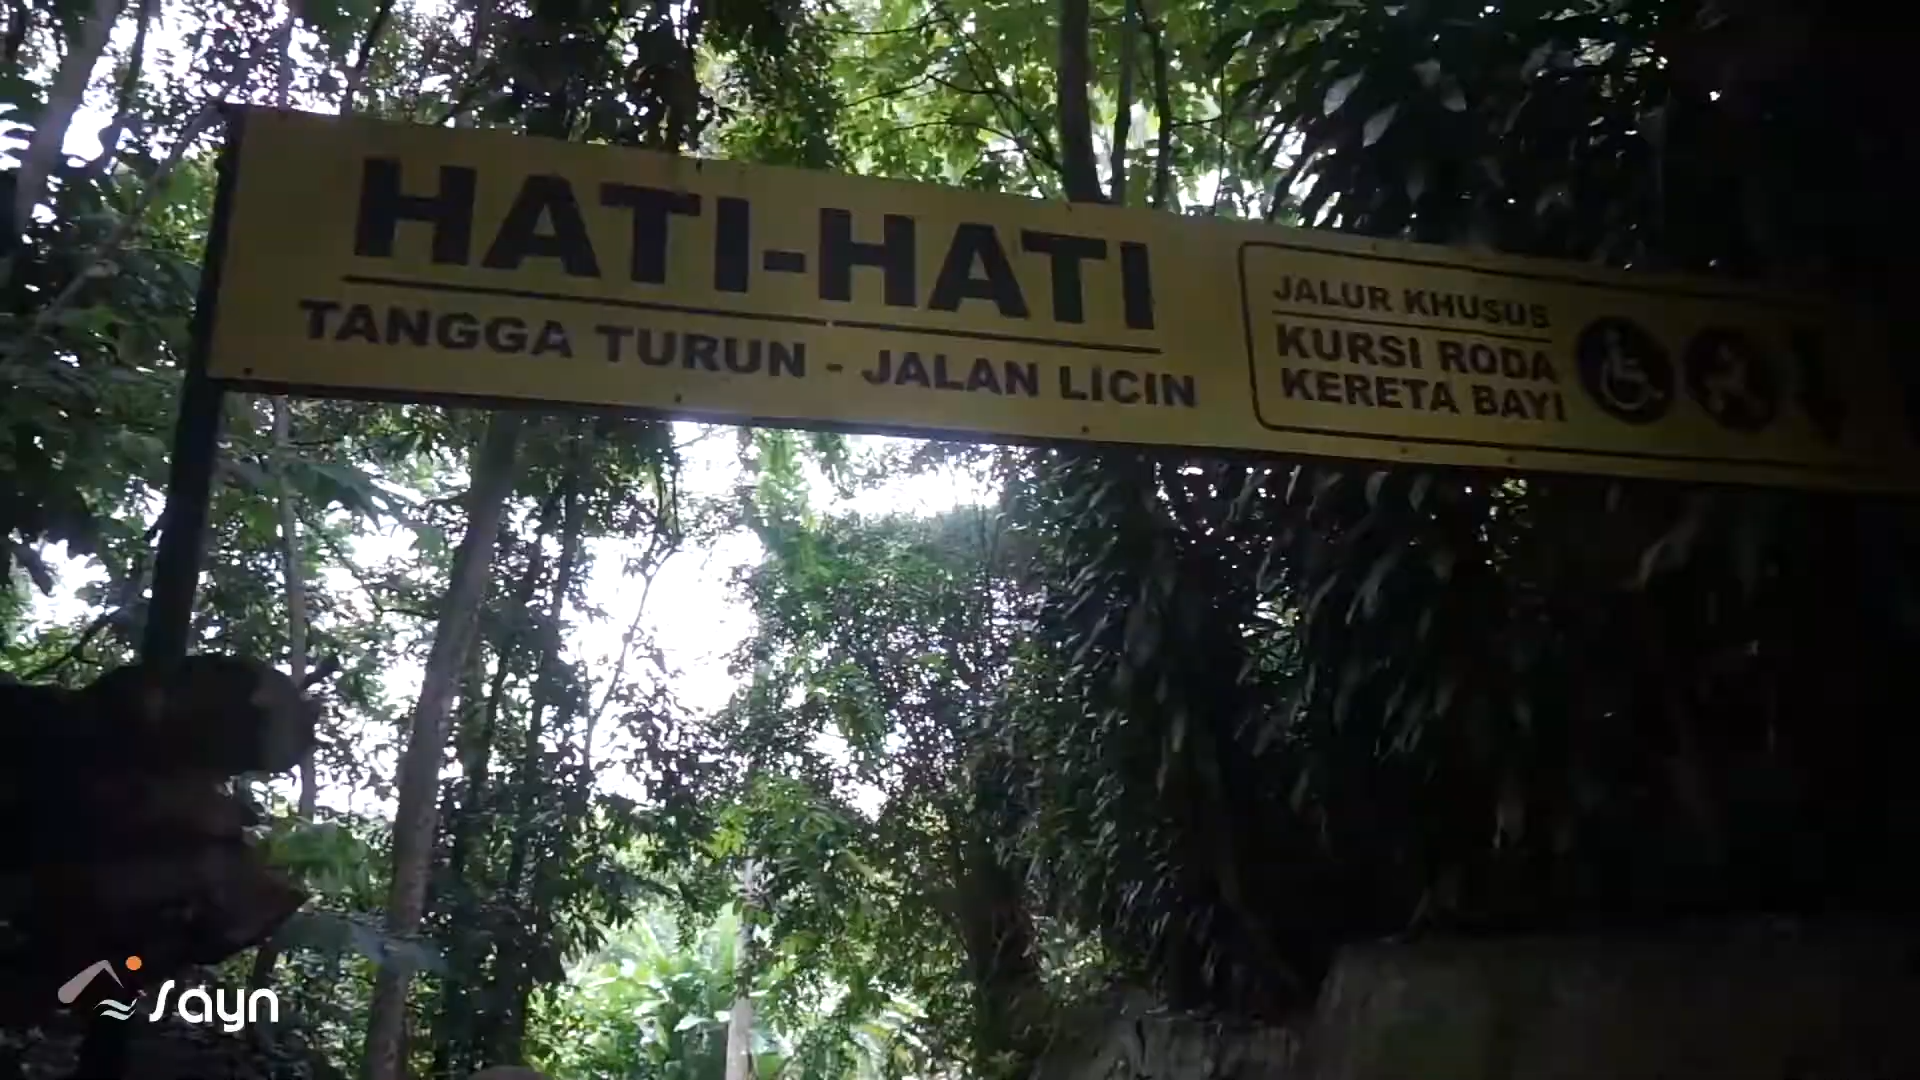 HATI-HATI
TANGGA TURUN - JALAN LICIN
JALUR KHUSUS
KURSI RODA
KERETA BAYI
sayn